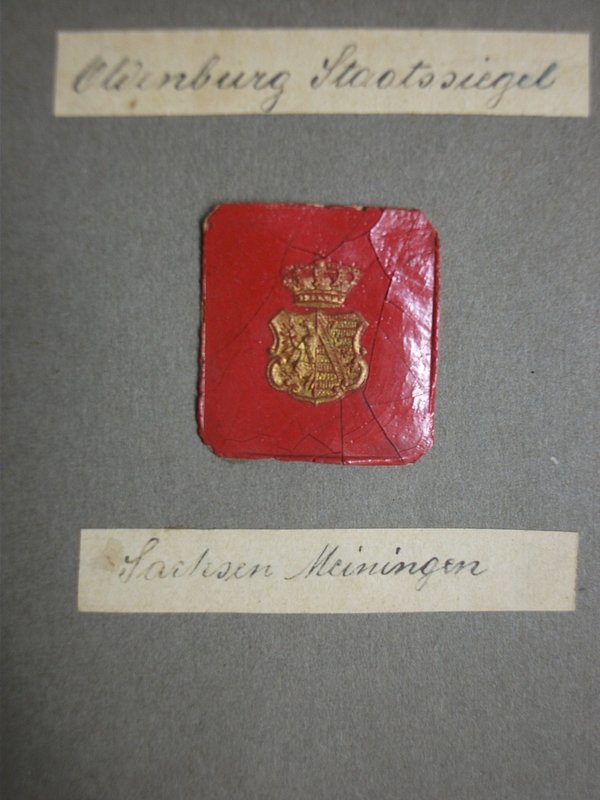 Oldenburg Staatssiegel
Sachsen Meiningen